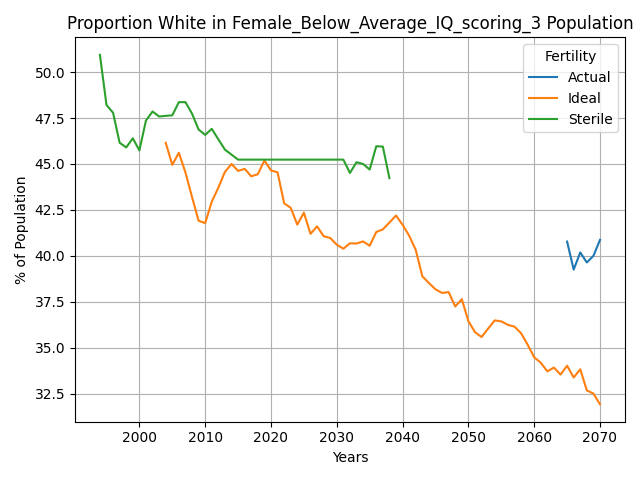 Proportion White in Female_Below_Average_IQ_scoring_3 Population
Fertility
Actual
Ideal
Sterile
% of Population
50.0
47.5
45.0
42.5
40.0
37.5
35.0
32.5
2000 2010 2020 2030 2040 2050 2060 2070
Years